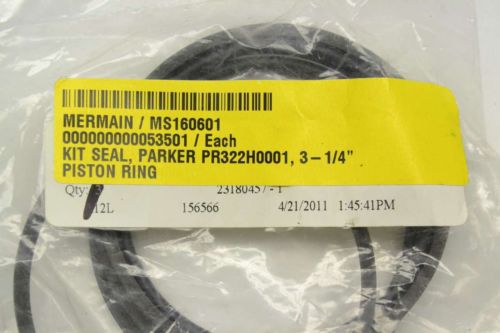 MERMAIN / MS160601
000000000053501 / Each
KIT SEAL, PARKER PR322H0001, 3-1/4"
PISTON RING
Qty: 23180457-1
12L 156566 4/21/2011 1:45:41PM